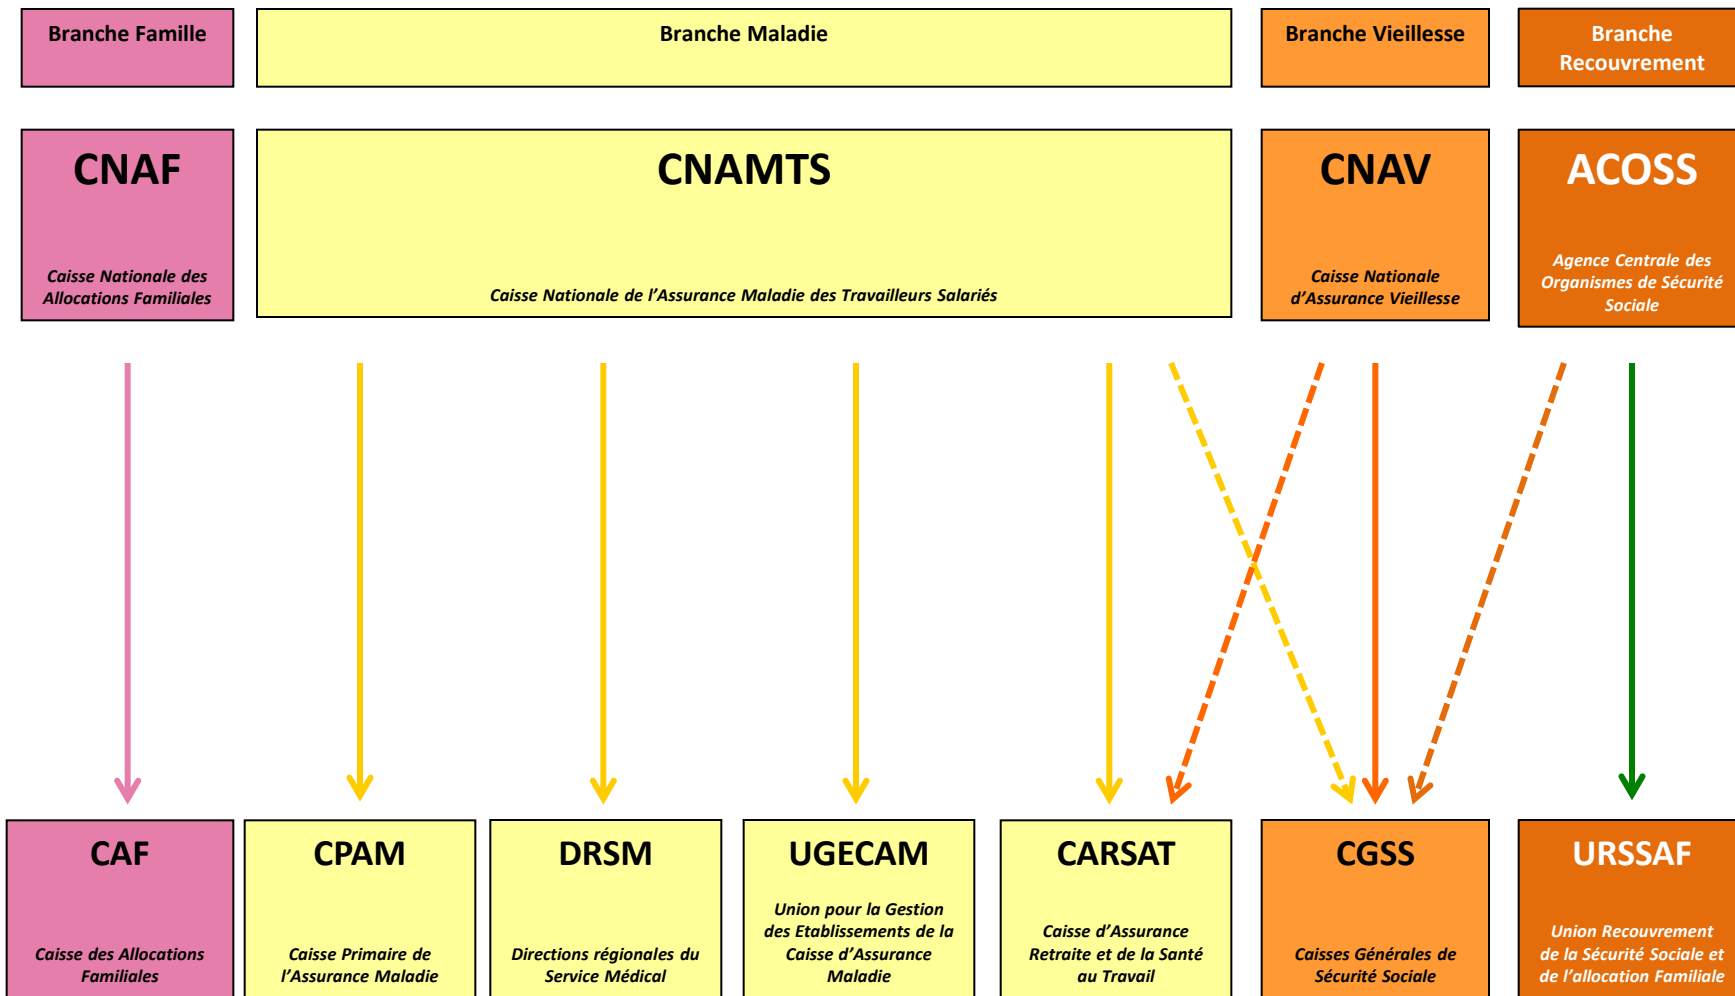 Branche Famille
Branche Maladie
Branche Vieillesse
Branche
Recouvrement
CNAF
Caisse Nationale des
Allocations Familiales
CNAMTS
Caisse Nationale de l’Assurance Maladie des Travailleurs Salariés
CNAV
Caisse Nationale
d’Assurance Vieillesse
ACOSS
Agence Centrale des
Organismes de Sécurité
Sociale
CAF
Caisse des Allocations
Familiales
CPAM
Caisse Primaire de
l’Assurance Maladie
DRSM
Directions régionales du
Service Médical
UGECAM
Union pour la Gestion
des Etablissements de la
Caisse d’Assurance
Maladie
CARSAT
Caisse d’Assurance
Retraite et de la Santé
au Travail
CGSS
Caisses Générales de
Sécurité Sociale
URSSAF
Union Recouvrement
de la Sécurité Sociale et
de l’allocation Familiale